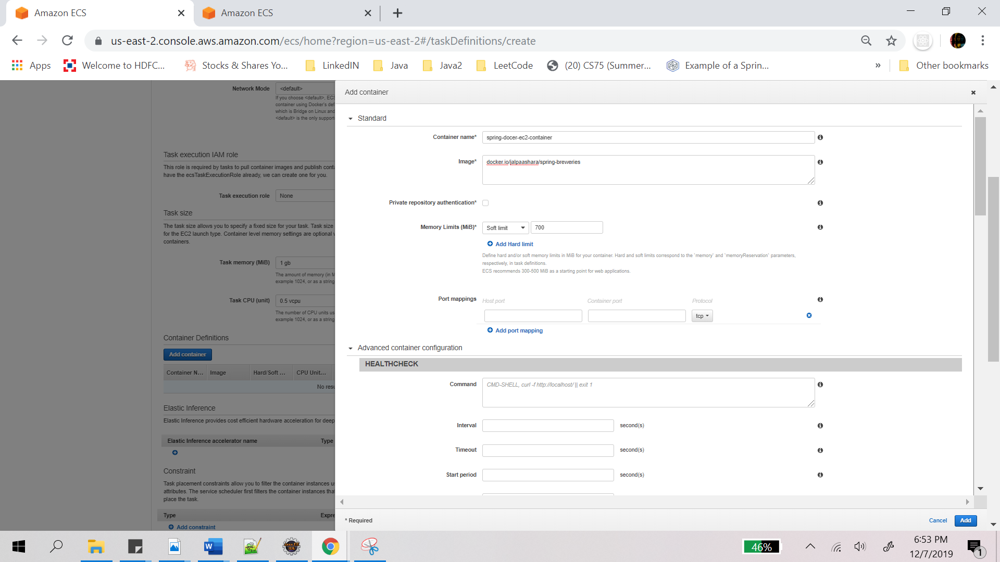 Amazon ECS
Amazon ECS
us-east-2.console.aws.amazon.com/ecs/home?region=us-east-2#/taskDefinitions/create
Apps
Welcome to HDFC...
Stocks & Shares Yo...
LinkedIN
Java
Java2
LeetCode
(20) CS75 (Summer...
Example of a Sprin...
»
Other bookmarks
Network Mode
<default>
If you choose <default>, ECS
container using Docker's def
which is Bridge on Linux and
<default> is the only support
Task execution IAM role
This role is required by tasks to pull container images and publish conta
have the ecsTaskExecutionRole already, we can create one for you.
Task execution role
None
Task size
The task size allows you to specify a fixed size for your task. Task size
for the EC2 launch type. Container level memory settings are optional w
containers.
Task memory (MiB)
1 gb
The amount of memory (in M
example 1024, or as a string
Task CPU (unit)
0.5 vcpu
The number of CPU units us
example 1024, or as a string
Container Definitions
Add container
Container N...
Image
Hard/Soft ...
CPU Unit...
No resu
Elastic Inference
Elastic Inference provides cost efficient hardware acceleration for deep
Elastic Inference accelerator name
Type
Constraint
Task placement constraints allow you to filter the container instances us
attributes. The service scheduler first filters the container instances that
place the task.
Type
Expre
Add constraint
Add container
Standard
Container name*
spring-docer-ec2-container
Image*
docker.io/jalpaashara/spring-breweries
Private repository authentication*
Memory Limits (MiB)*
Soft limit
700
Add Hard limit
Define hard and/or soft memory limits in MiB for your container. Hard and soft limits correspond to the `memory` and `memoryReservation` parameters,
respectively, in task definitions.
ECS recommends 300-500 MiB as a starting point for web applications.
Port mappings
Host port
Container port
Protocol
tcp
Add port mapping
Advanced container configuration
HEALTHCHECK
Command
CMD-SHELL, curl -f http://localhost/ || exit 1
Interval
second(s)
Timeout
second(s)
Start period
second(s)
* Required
Cancel
Add
W
Java EE
IDE
46%
6:53 PM
12/7/2019
1